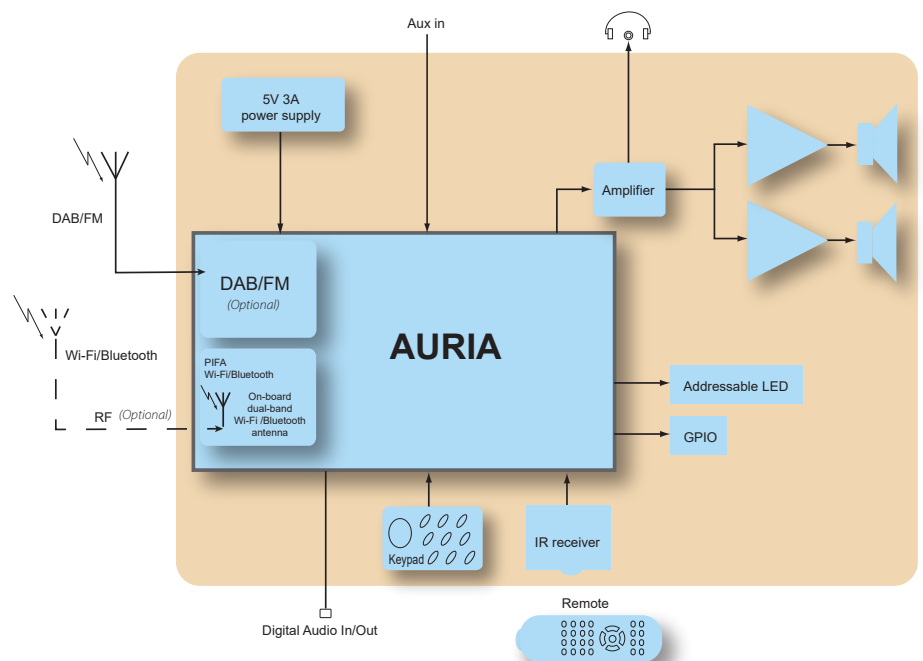 Aux in
5V 3A
power supply
Amplifier
DAB/FM
DAB/FM
(Optional)
AURIA
Wi-Fi/Bluetooth
PIFA
Wi-Fi/Bluetooth
On-board
dual-band
Wi-Fi /Bluetooth
antenna
RF (Optional)
Addressable LED
GPIO
Keypad
IR receiver
Digital Audio In/Out
Remote